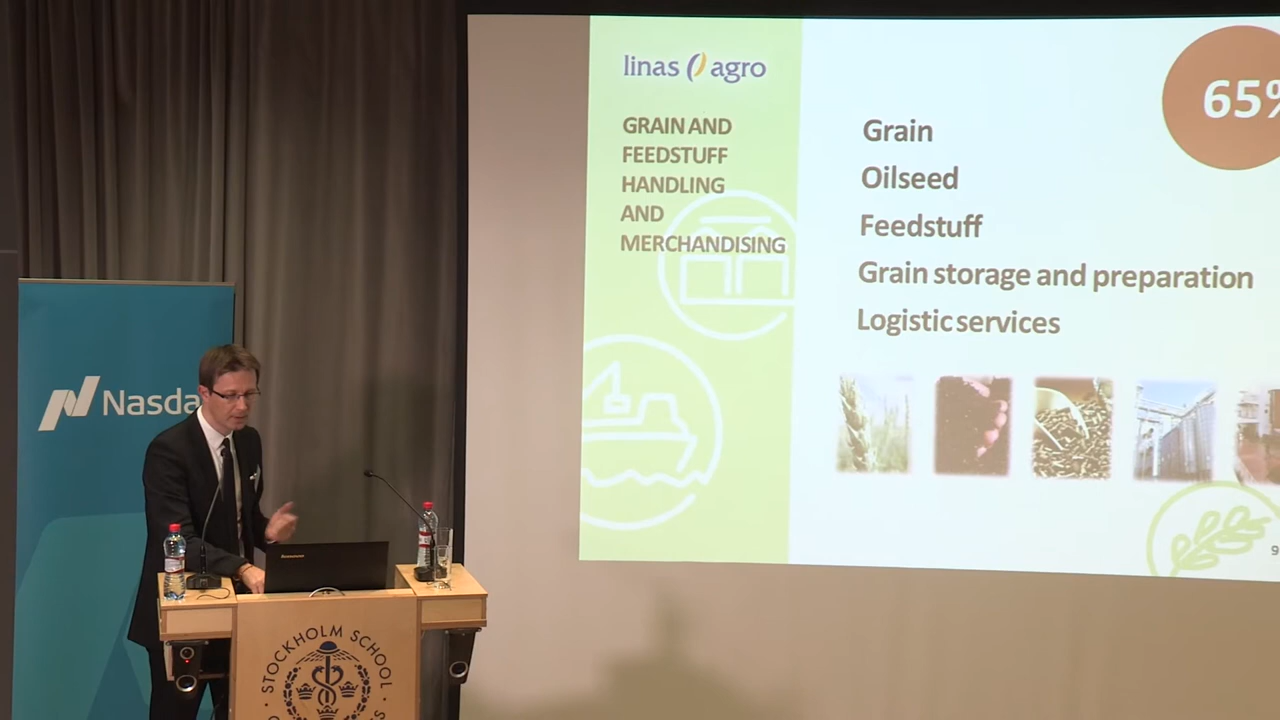 linas agro
GRAIN AND
FEEDSTUFF
HANDLING
AND
MERCHANDISING
65%
Grain
Oilseed
Feedstuff
Grain storage and preparation
Logistic services
9
Nasda
STOCKHOLM SCHOOL